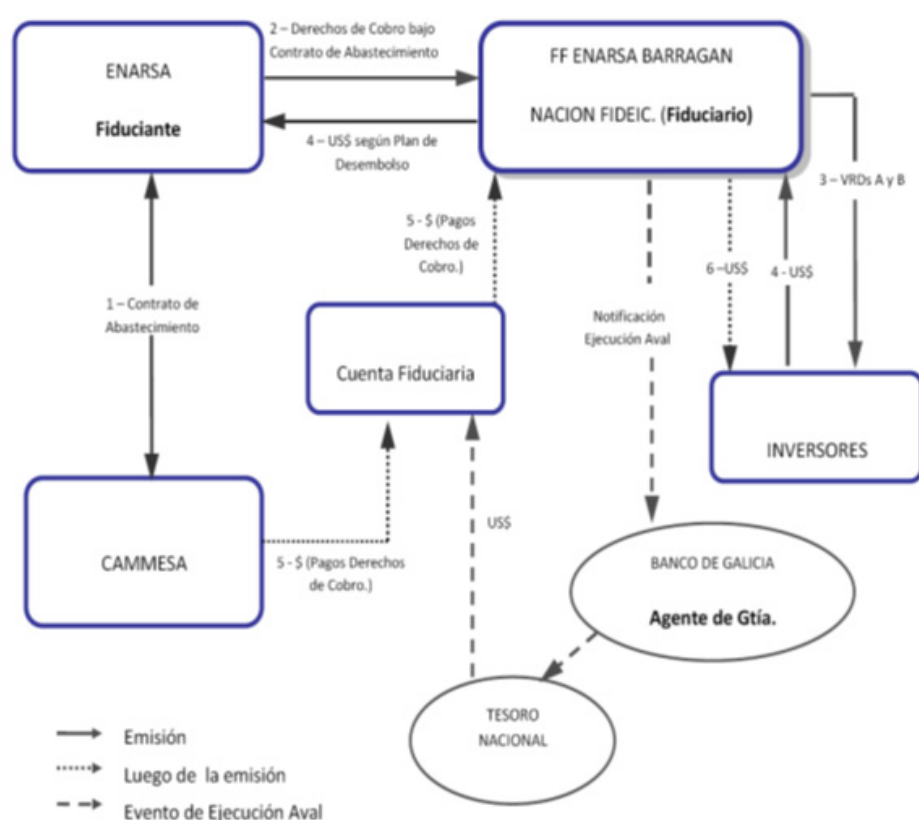 2 – Derechos de Cobro bajo
Contrato de Abastecimiento
ENARSA
Fiduciante
FF ENARSA BARRAGAN
NACION FIDEIC. (Fiduciario)
4 – US$ según Plan de
Desembolso
3 – VRDs A y B
5 - $ (Pagos
Derechos de
Cobro.)
6 –US$
4 - US$
1 – Contrato de
Abastecimiento
Notificación
Ejecución Aval
Cuenta Fiduciaria
INVERSORES
US$
CAMMESA
5 - $ (Pagos Derechos
de Cobro.)
BANCO DE GALICIA
Agente de Gtía.
TESORO
NACIONAL
Emisión
Luego de la emisión
Evento de Ejecución Aval